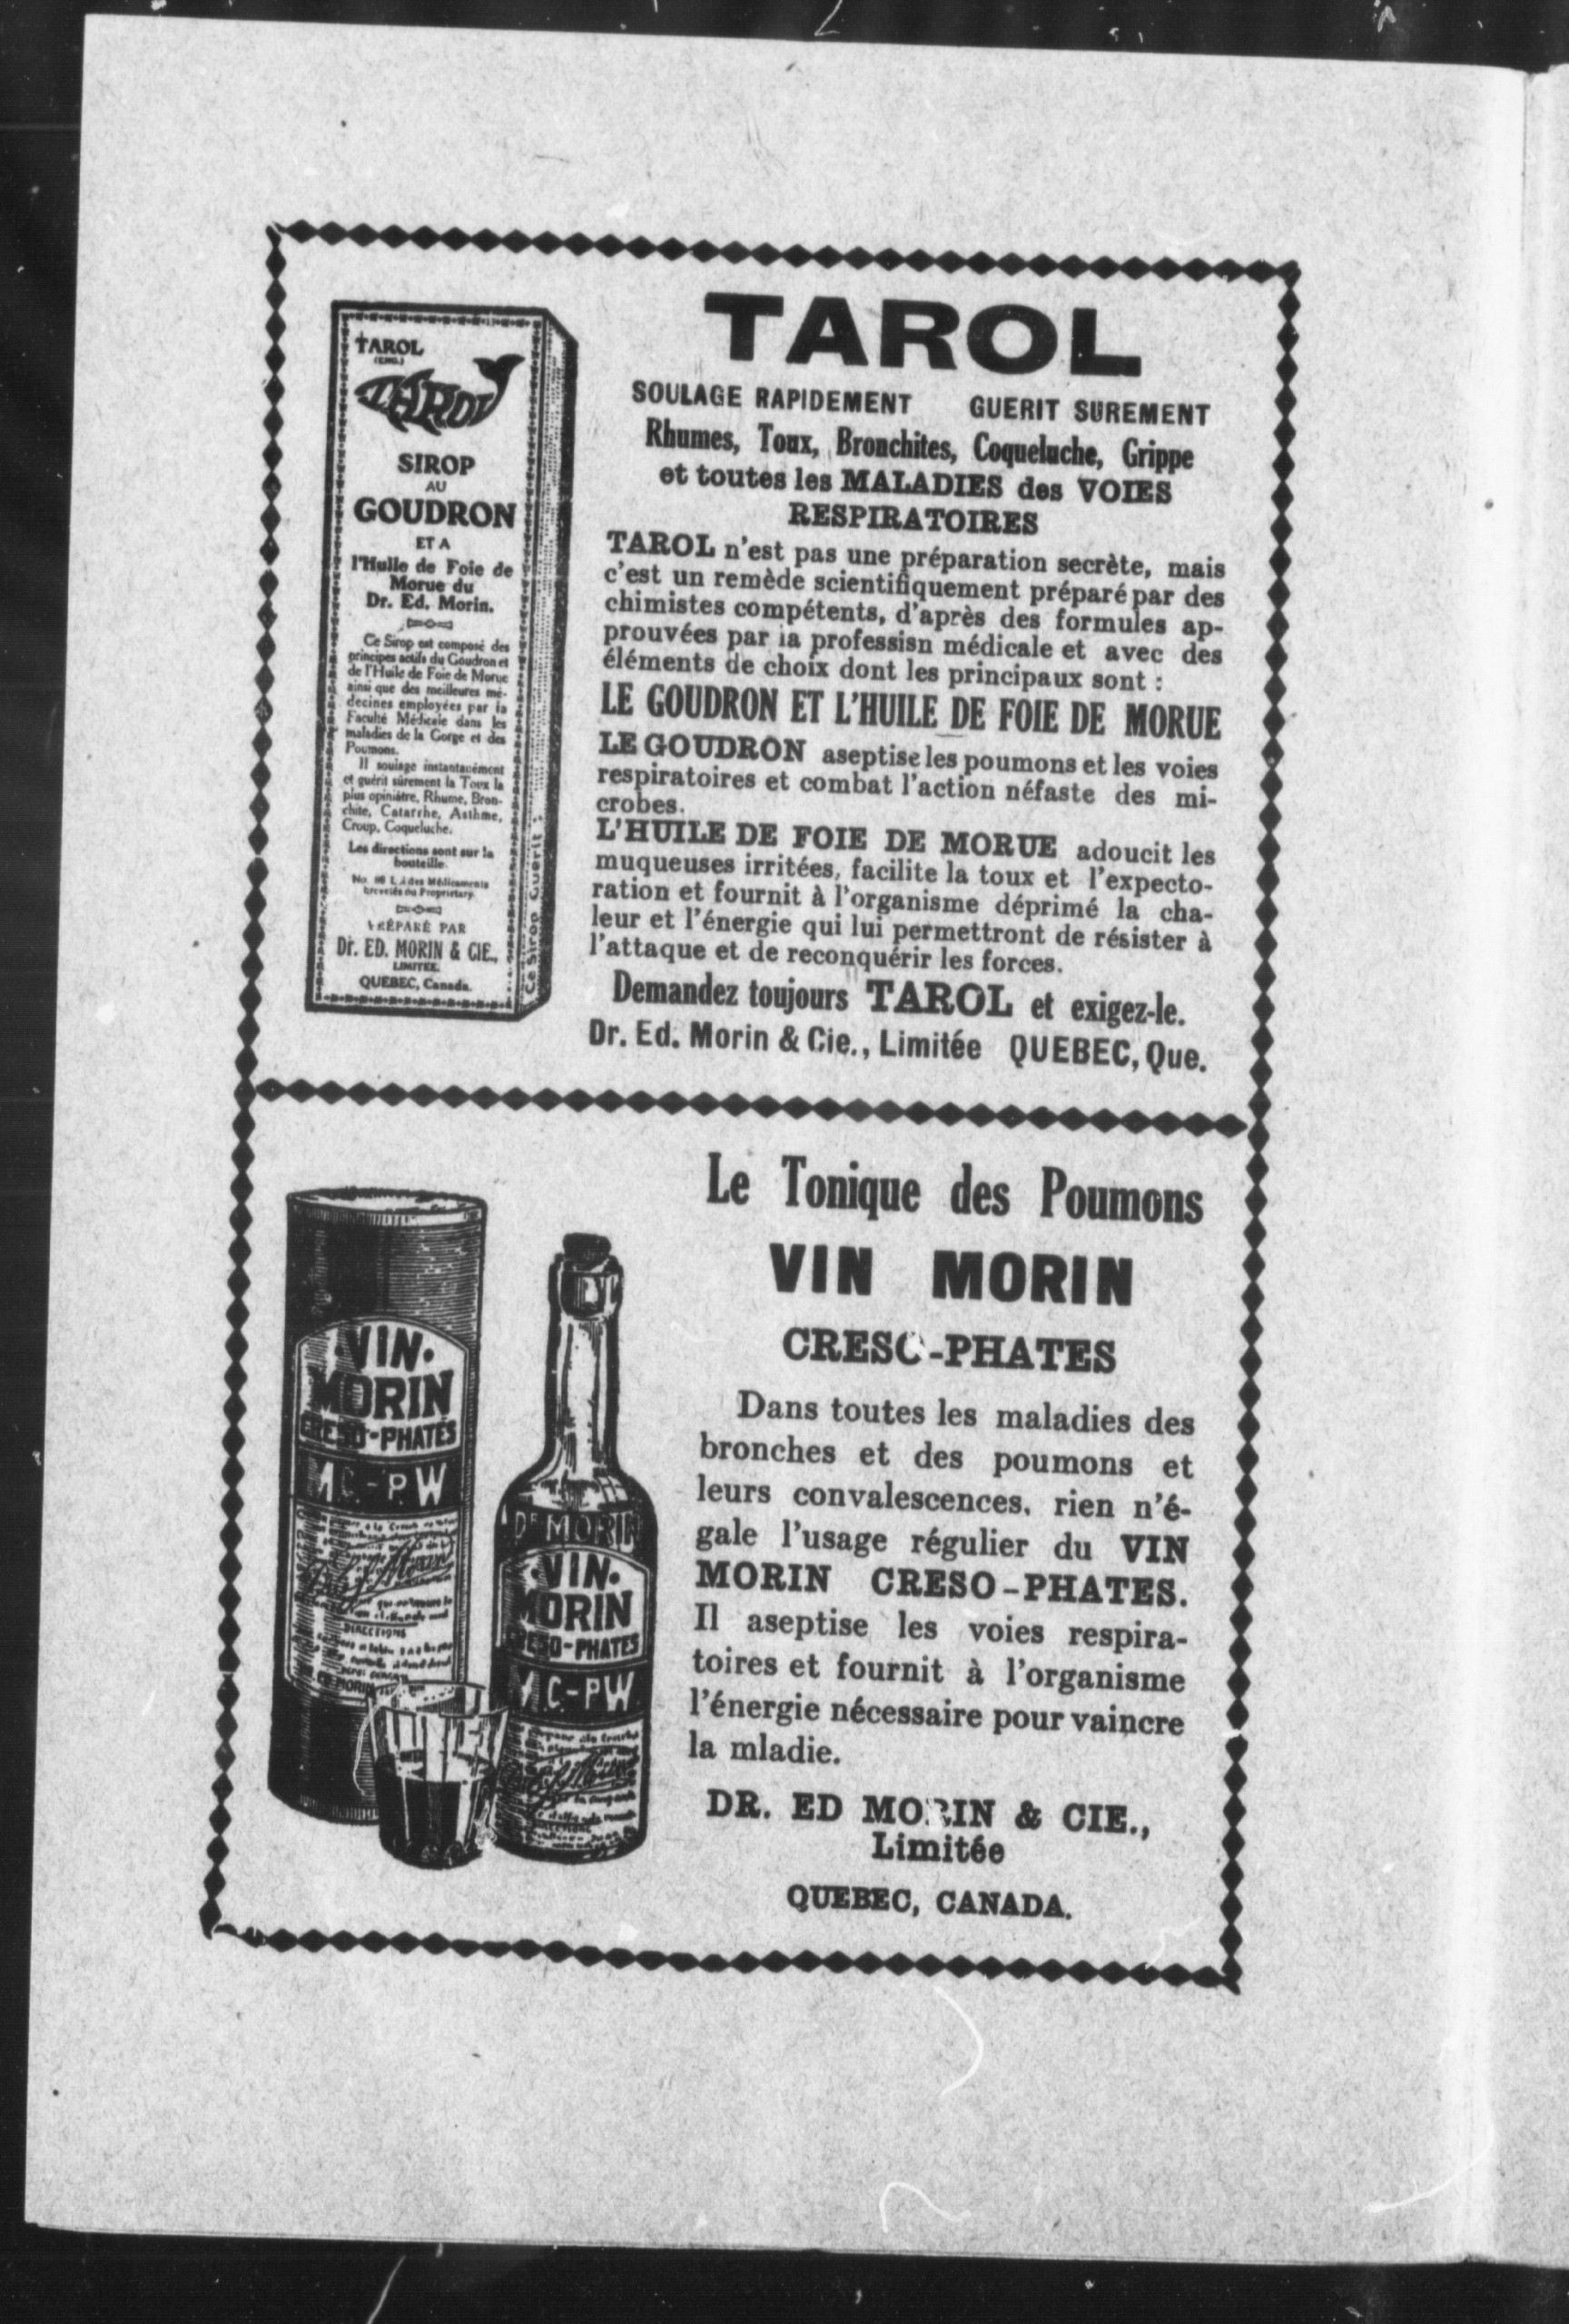 TAROL
SOULAGE RAPIDEMENT GUERIT SUREMENT
Rhumes, Toux, Bronchites, Coqueluche, Grippe
et toutes les MALADIES des VOIES
RESPIRATOIRES
TAROL n'est pas une préparation secrète, mais
c'est un remède scientifiquement préparé par des
chimistes compétents, d'après des formules ap-
prouvées par la professisn médicale et avec des
éléments de choix dont les principaux sont :
LE GOUDRON ET L'HUILE DE FOIE DE MORUE
LE GOUDRON aseptise les poumons et les voies
respiratoires et combat l'action néfaste des mi-
crobes.
L'HUILE DE FOIE DE MORUE adoucit les
muqueuses irritées, facilite la toux et l'expecto-
ration et fournit à l'organisme déprimé la cha-
leur et l'énergie qui lui permettront de résister à
l'attaque et de reconquérir les forces.
Demandez toujours TAROL et exigez-le.
Dr. Ed. Morin & Cie., Limitée QUEBEC, Que.
TAROL
TAROL
SIROP
AU
GOUDRON
ET A
l'Huile de Foie de
Morue du
Dr. Ed. Morin.
Ce Sirop est composé des
principes actifs du Goudron et
de l'Huile de Foie de Morue
ainsi que des meilleures mé-
decines employées par la
Faculté Médicale dans les
maladies de la Gorge et des
Poumons.
Il soulage instantanément
et guérit sûrement la Toux la
plus opiniâtre, Rhume, Bron-
chite, Catarrhe, Asthme,
Croup, Coqueluche.
Les directions sont sur la
bouteille.
PRÉPARÉ PAR
Dr. ED. MORIN & CIE.,
LIMITEE.
QUEBEC, Canada.
Ce Sirop Guérit
Le Tonique des Poumons
VIN MORIN
CRESO-PHATES
Dans toutes les maladies des
bronches et des poumons et
leurs convalescences, rien n'é-
gale l'usage régulier du VIN
MORIN CRESO-PHATES.
Il aseptise les voies respira-
toires et fournit à l'organisme
l'énergie nécessaire pour vaincre
la mladie.
DR. ED MORIN & CIE.,
Limitée
QUEBEC, CANADA.
VIN
MORIN
CRESO-PHATES
M.C.-P.W
DIRECTIONS
Dr MORIN
VIN
MORIN
CRESO-PHATES
M.C.-P.W